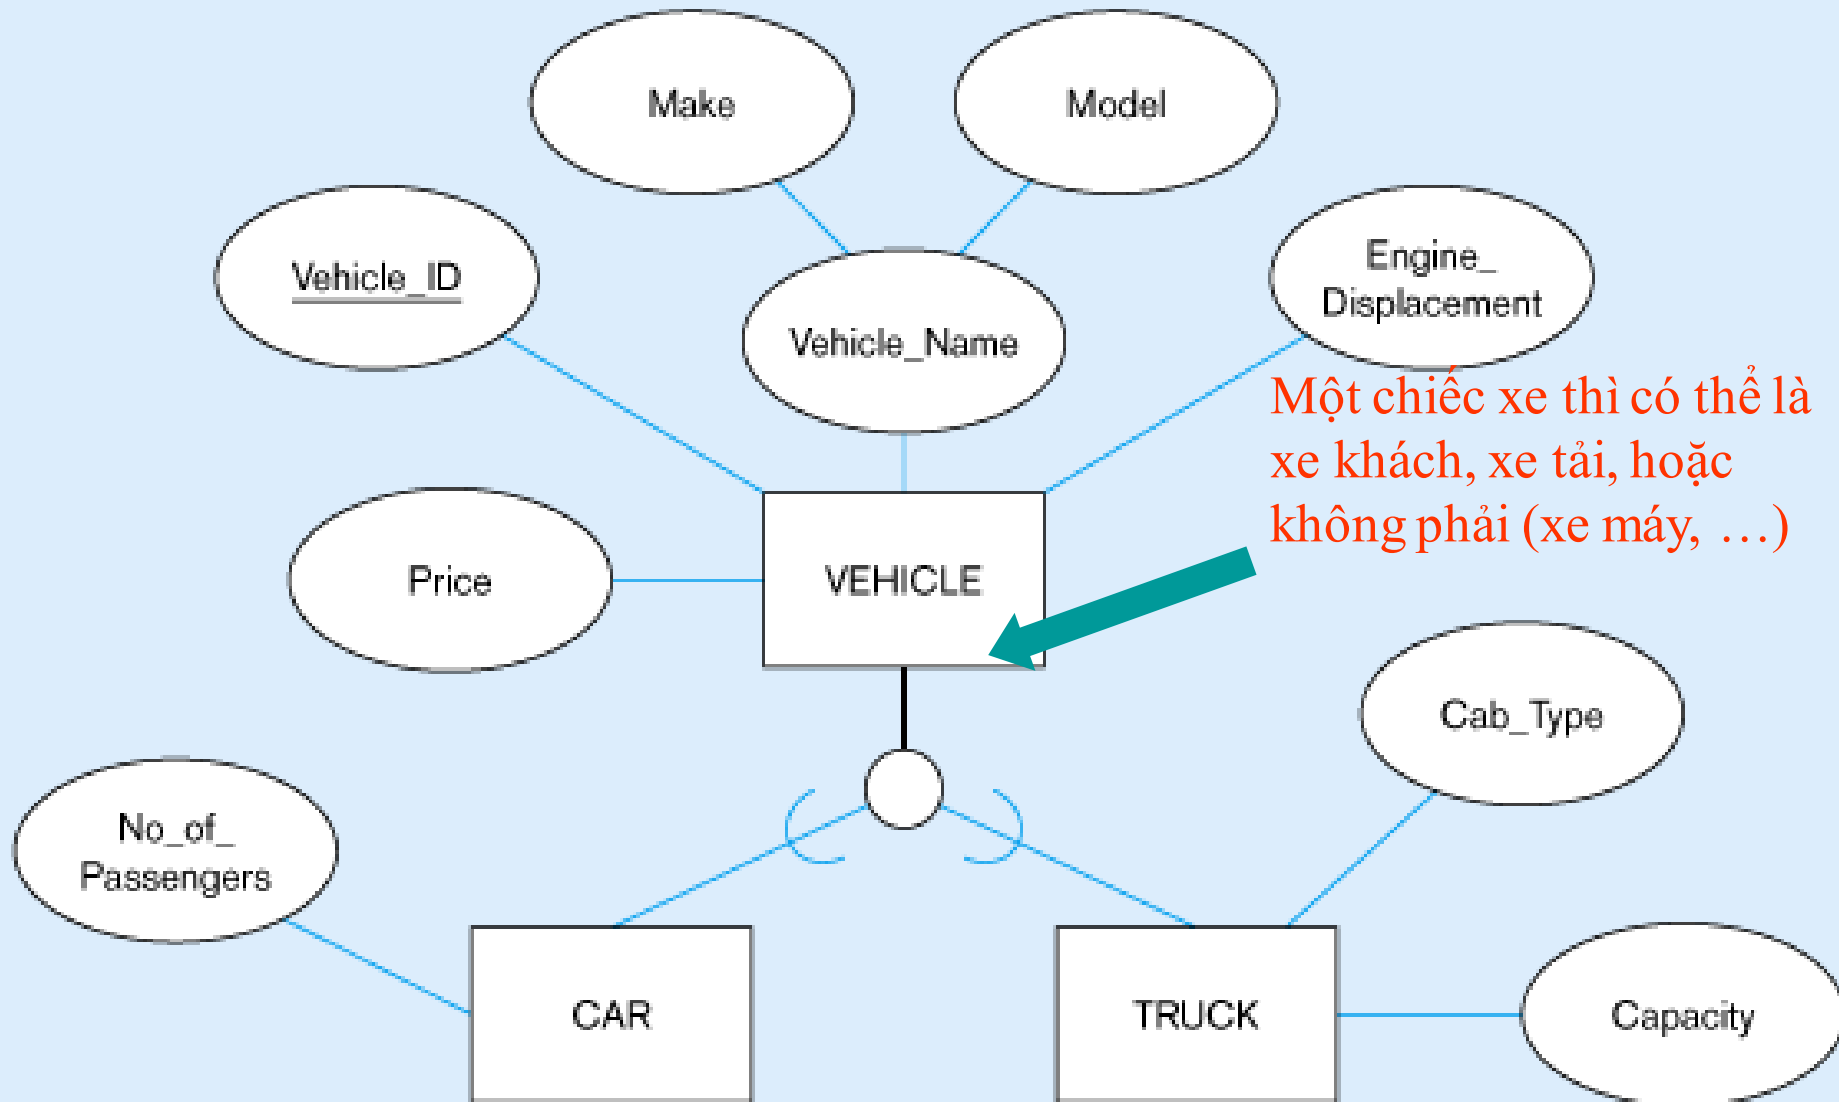 Make
Model
Vehicle_ID
Vehicle_Name
Engine_
Displacement
Một chiếc xe thì có thể là
xe khách, xe tải, hoặc
không phải (xe máy, …)
Price
VEHICLE
Cab_Type
No_of_
Passengers
CAR
TRUCK
Capacity